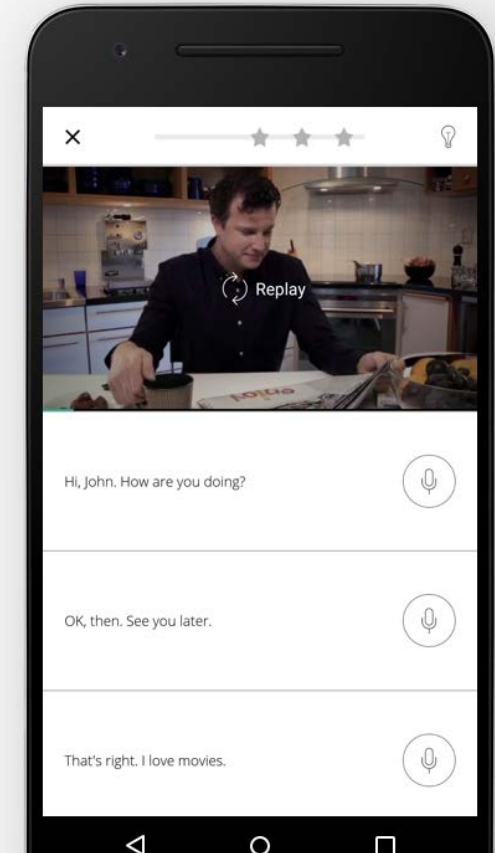 Replay
Hi, John. How are you doing?
OK, then. See you later.
That's right. I love movies.